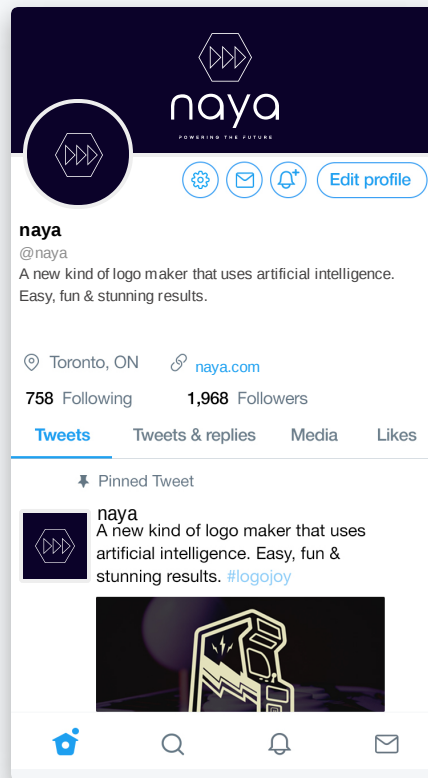 naya
POWERING THE FUTURE
Edit profile
naya
@naya
A new kind of logo maker that uses artificial intelligence.
Easy, fun & stunning results.
Toronto, ON naya.com
758 Following 1,968 Followers
Tweets Tweets & replies Media Likes
Pinned Tweet
naya
A new kind of logo maker that uses
artificial intelligence. Easy, fun &
stunning results. #logojoy